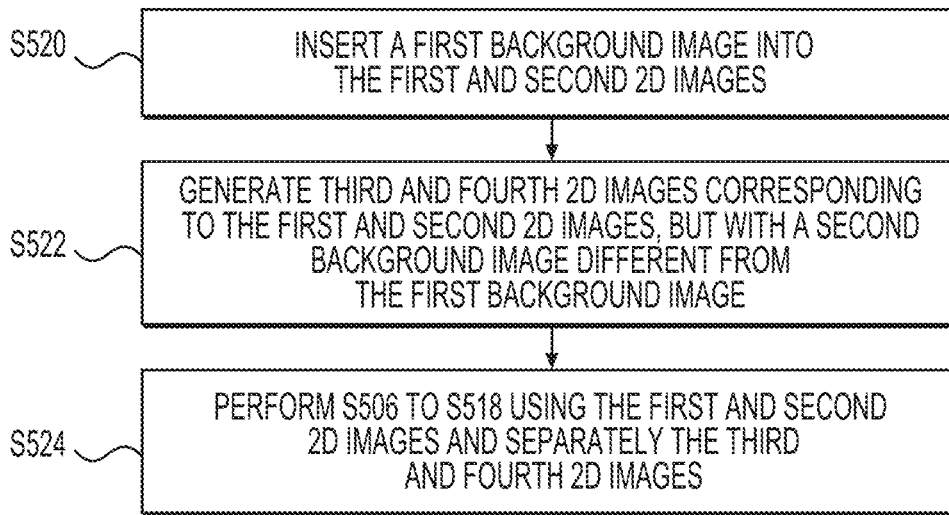 S520
INSERT A FIRST BACKGROUND IMAGE INTO
THE FIRST AND SECOND 2D IMAGES
S522
GENERATE THIRD AND FOURTH 2D IMAGES CORRESPONDING
TO THE FIRST AND SECOND 2D IMAGES, BUT WITH A SECOND
BACKGROUND IMAGE DIFFERENT FROM
THE FIRST BACKGROUND IMAGE
S524
PERFORM S506 TO S518 USING THE FIRST AND SECOND
2D IMAGES AND SEPARATELY THE THIRD
AND FOURTH 2D IMAGES